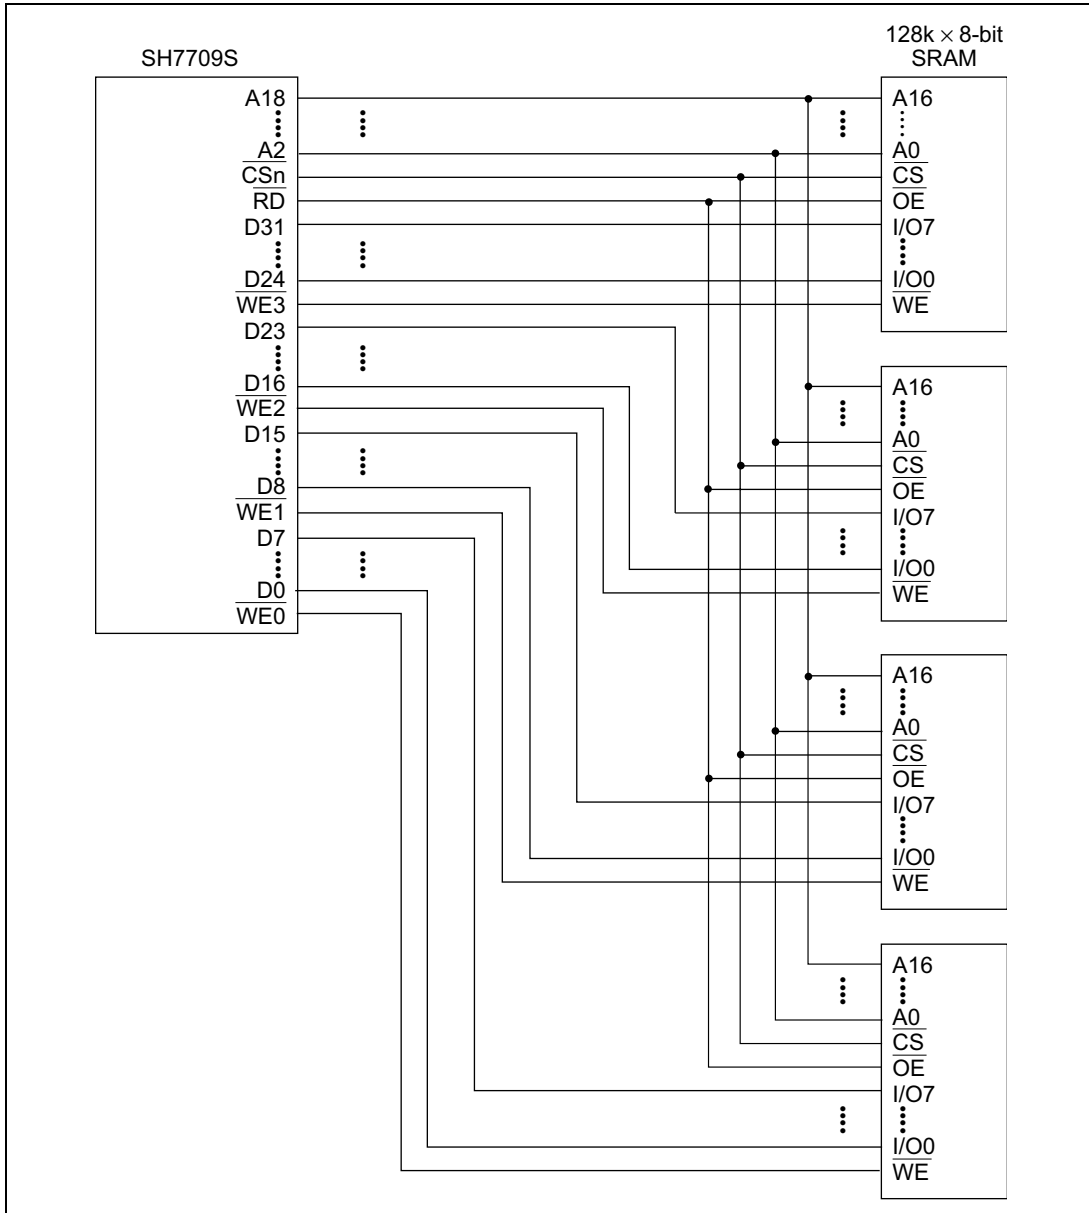 SH7709S
A18
A2
CSn
RD
D31
D24
WE3
D23
D16
WE2
D15
D8
WE1
D7
D0
WE0
128k × 8-bit
SRAM
A16
A0
CS
OE
I/O7
I/O0
WE
A16
A0
CS
OE
I/O7
I/O0
WE
A16
A0
CS
OE
I/O7
I/O0
WE
A16
A0
CS
OE
I/O7
I/O0
WE